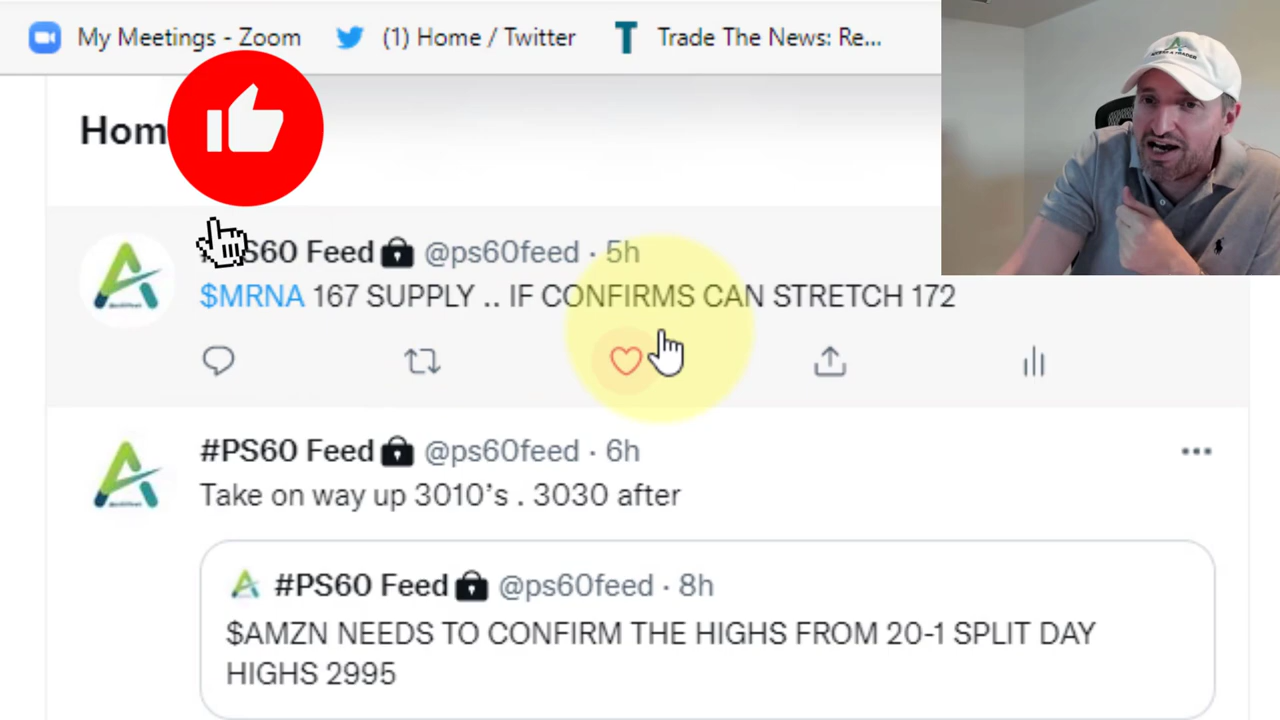 My Meetings - Zoom
(1) Home / Twitter
Trade The News: Re...
Hom
PS60 Feed @ps60feed · 5h
$MRNA 167 SUPPLY .. IF CONFIRMS CAN STRETCH 172
#PS60 Feed @ps60feed · 6h
Take on way up 3010's . 3030 after
#PS60 Feed @ps60feed · 8h
$AMZN NEEDS TO CONFIRM THE HIGHS FROM 20-1 SPLIT DAY
HIGHS 2995